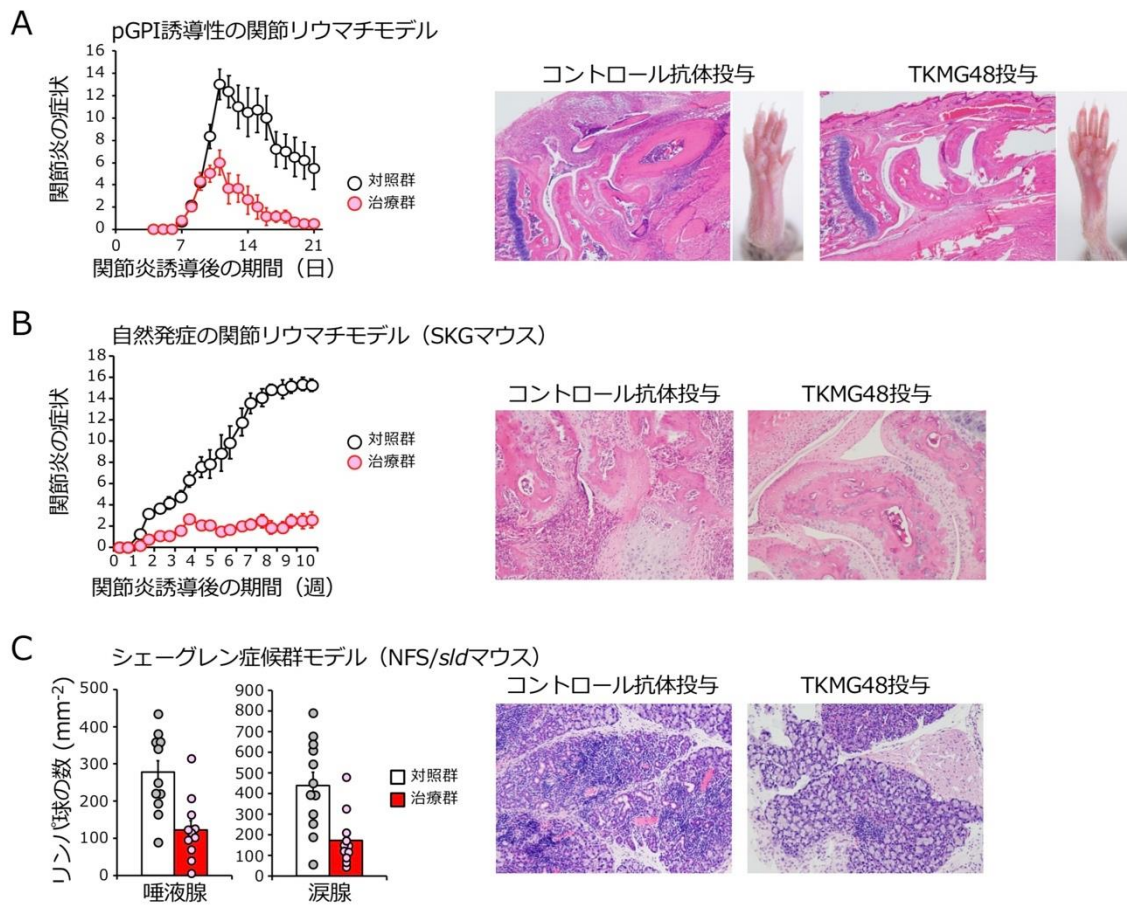 A
pGPI誘導性の関節リウマチモデル
16
14
12
10
8
6
4
2
0
関節炎の症状
0 7 14 21
関節炎誘導後の期間(日)
対照群
治療群
コントロール抗体投与
TKMG48投与
B
自然発症の関節リウマチモデル(SKGマウス)
18
16
14
12
10
8
6
4
2
0
関節炎の症状
0 1 2 3 4 5 6 7 8 9 10
関節炎誘導後の期間(週)
対照群
治療群
コントロール抗体投与
TKMG48投与
C
シェーグレン症候群モデル(NFS/sldマウス)
リンパ球の数 (mm-2)
500
400
300
200
100
0
唾液腺
900
800
700
600
500
400
300
200
100
0
涙腺
対照群
治療群
コントロール抗体投与
TKMG48投与